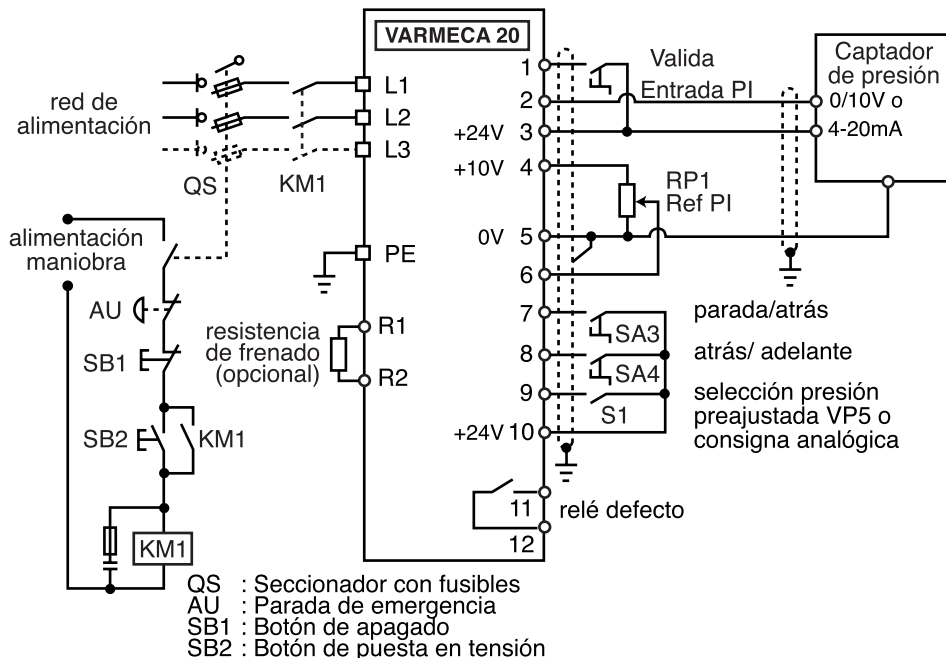 VARMECA 20
red de
alimentación
L1
L2
L3
QS
KM1
alimentación
maniobra
PE
AU
SB1
resistencia
de frenado
(opcional)
R1
R2
SB2
KM1
KM1
1
2
+24V 3
+10V 4
0V 5
6
7
8
9
+24V 10
11
12
Valida
Entrada PI
RP1
Ref PI
Captador
de presión
0/10V o
4-20mA
SA3
SA4
S1
parada/atrás
atrás/ adelante
selección presión
preajustada VP5 o
consigna analógica
relé defecto
QS : Seccionador con fusibles
AU : Parada de emergencia
SB1 : Botón de apagado
SB2 : Botón de puesta en tensión